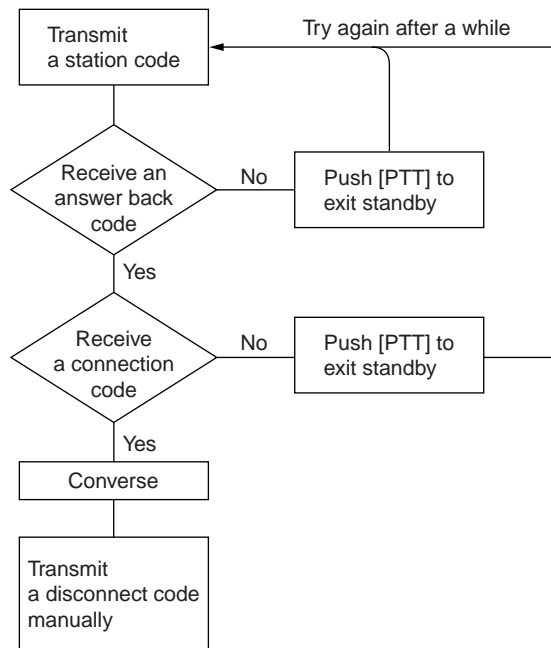 Transmit
a station code
Try again after a while
Receive an
answer back
code
No
Push [PTT] to
exit standby
Yes
Receive
a connection
code
No
Push [PTT] to
exit standby
Yes
Converse
Transmit
a disconnect code
manually